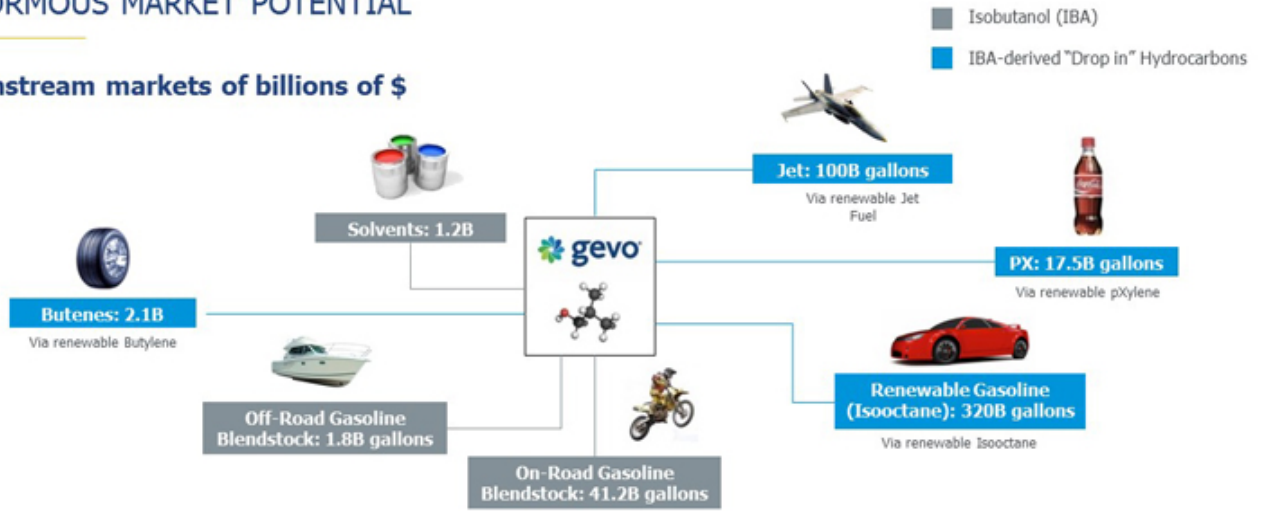 ORMOUS MARKET POTENTIAL
nstream markets of billions of $
Isobutanol (IBA)
IBA-derived "Drop in" Hydrocarbons
Jet: 100B gallons
Via renewable Jet
Fuel
Solvents: 1.2B
gevo
PX: 17.5B gallons
Via renewable pXylene
Butenes: 2.1B
Via renewable Butylene
Renewable Gasoline
(Isooctane): 320B gallons
Via renewable Isooctane
Off-Road Gasoline
Blendstock: 1.8B gallons
On-Road Gasoline
Blendstock: 41.2B gallons
Coca-Cola